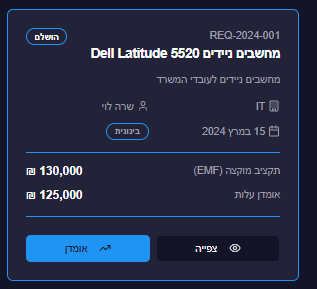 REQ-2024-001
הושלם
מחשבים ניידים Dell Latitude 5520
מחשבים ניידים לעובדי המשרד
IT
שרה לוי
15 במרץ 2024
בינונית
תקציב מוקצה (EMF)
130,000 ₪
אומדן עלות
125,000 ₪
צפייה
אומדן